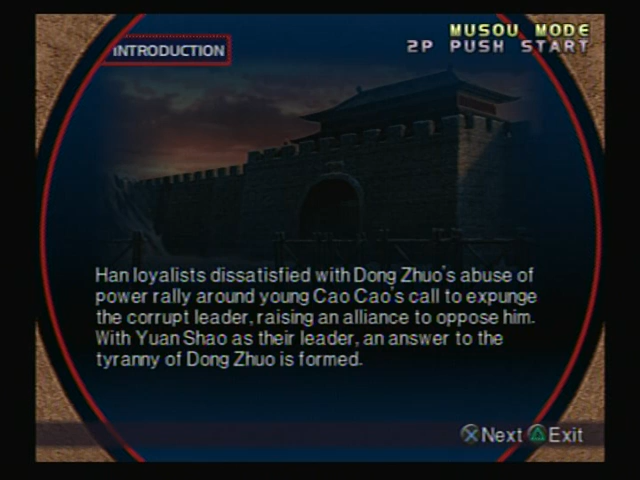 MUSOU MODE
INTRODUCTION
2P PUSH START
Han loyalists dissatisfied with Dong Zhuo's abuse of
power rally around young Cao Cao's call to expunge
the corrupt leader, raising an alliance to oppose him.
With Yuan Shao as their leader, an answer to the
tyranny of Dong Zhuo is formed.
Next Exit